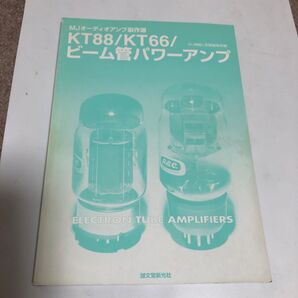 MJオーディオアンプ製作選
KT88/KT66/
ビーム管パワーアンプ
G.E.C.
ELECTRON TUBE AMPLIFIERS
誠文堂新光社